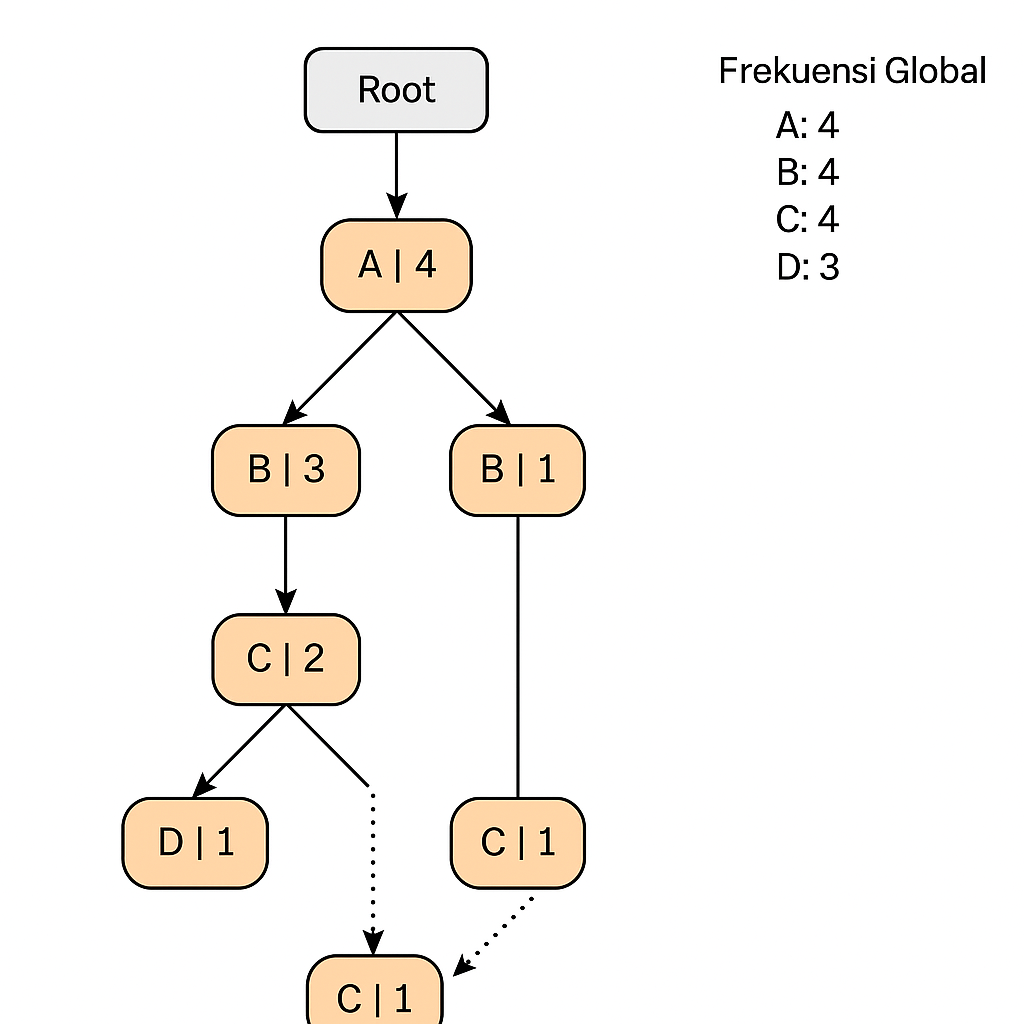 Root
Frekuensi Global
A: 4
B: 4
C: 4
D: 3
A | 4
B | 3
B | 1
C | 2
D | 1
C | 1
C | 1